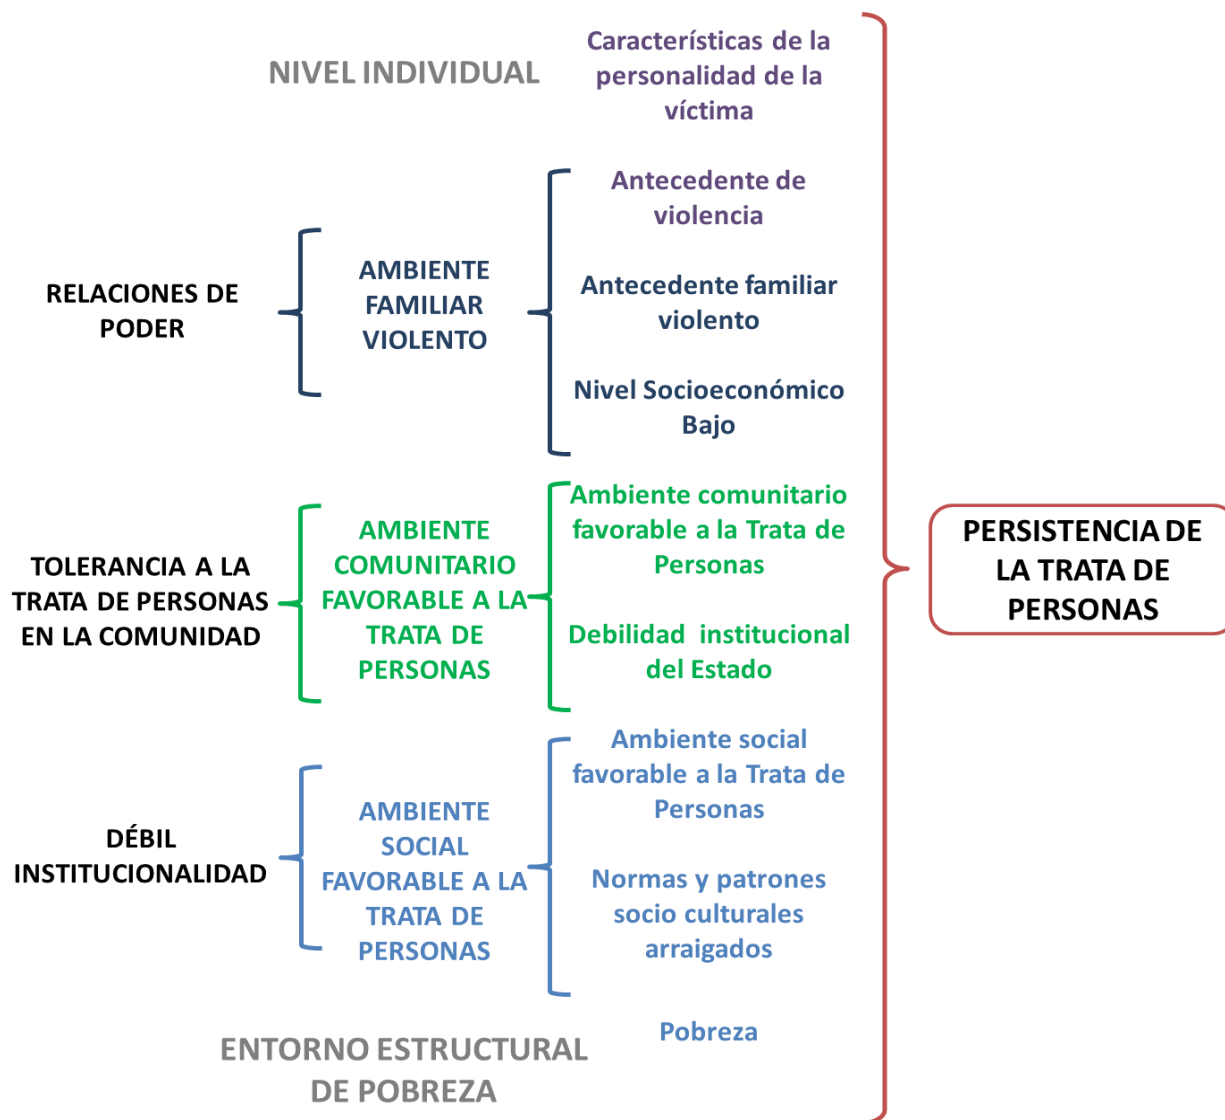 NIVEL INDIVIDUAL
Características de la
personalidad de la
víctima
RELACIONES DE
PODER
AMBIENTE
FAMILIAR
VIOLENTO
Antecedente de
violencia
Antecedente familiar
violento
Nivel Socioeconómico
Bajo
TOLERANCIA A LA
TRATA DE PERSONAS
EN LA COMUNIDAD
AMBIENTE
COMUNITARIO
FAVORABLE A LA
TRATA DE
PERSONAS
Ambiente comunitario
favorable a la Trata de
Personas
Debilidad institucional
del Estado
DÉBIL
INSTITUCIONALIDAD
AMBIENTE
SOCIAL
FAVORABLE A LA
TRATA DE
PERSONAS
Ambiente social
favorable a la Trata de
Personas
Normas y patrones
socio culturales
arraigados
ENTORNO ESTRUCTURAL
DE POBREZA
Pobreza
PERSISTENCIA DE
LA TRATA DE
PERSONAS